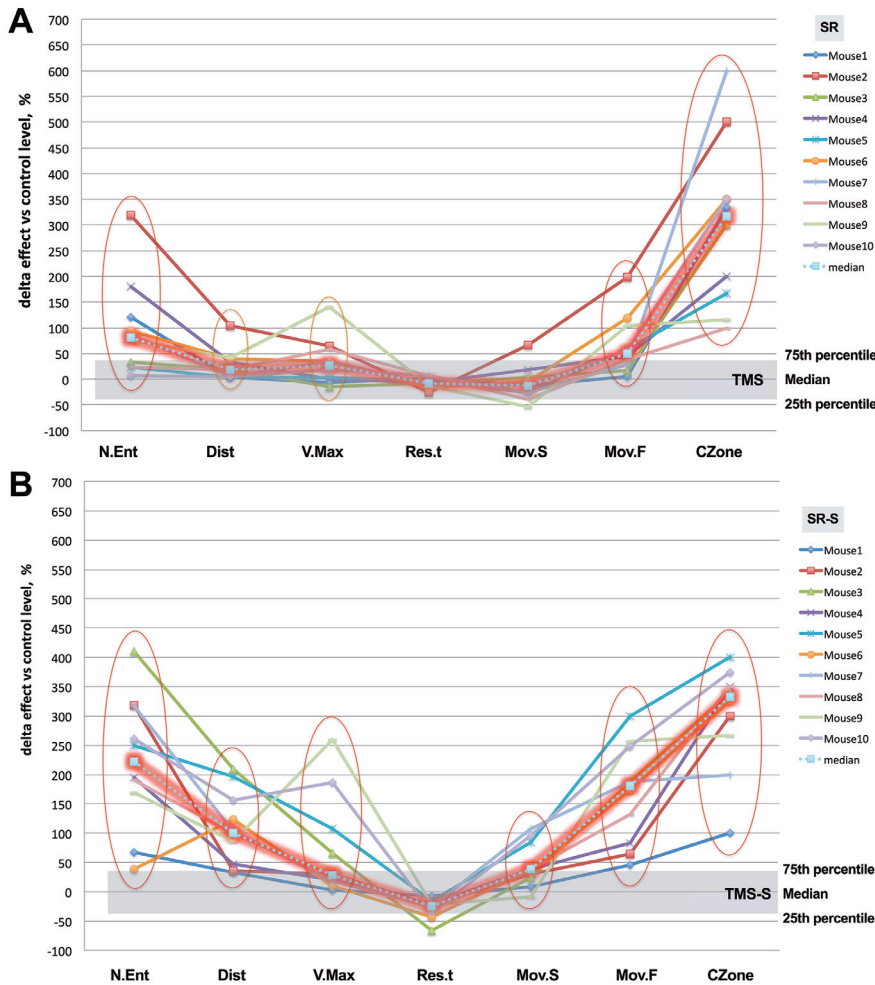 A
delta effect vs control level, %
700
650
600
550
500
450
400
350
300
250
200
150
100
50
0
-50
-100
N.Ent Dist V.Max Res.t Mov.S Mov.F CZone
SR
Mouse1
Mouse2
Mouse3
Mouse4
Mouse5
Mouse6
Mouse7
Mouse8
Mouse9
Mouse10
median
75th percentile
TMS Median
25th percentile
B
delta effect vs control level, %
700
650
600
550
500
450
400
350
300
250
200
150
100
50
0
-50
-100
N.Ent Dist V.Max Res.t Mov.S Mov.F CZone
SR-S
Mouse1
Mouse2
Mouse3
Mouse4
Mouse5
Mouse6
Mouse7
Mouse8
Mouse9
Mouse10
median
75th percentile
TMS-S Median
25th percentile